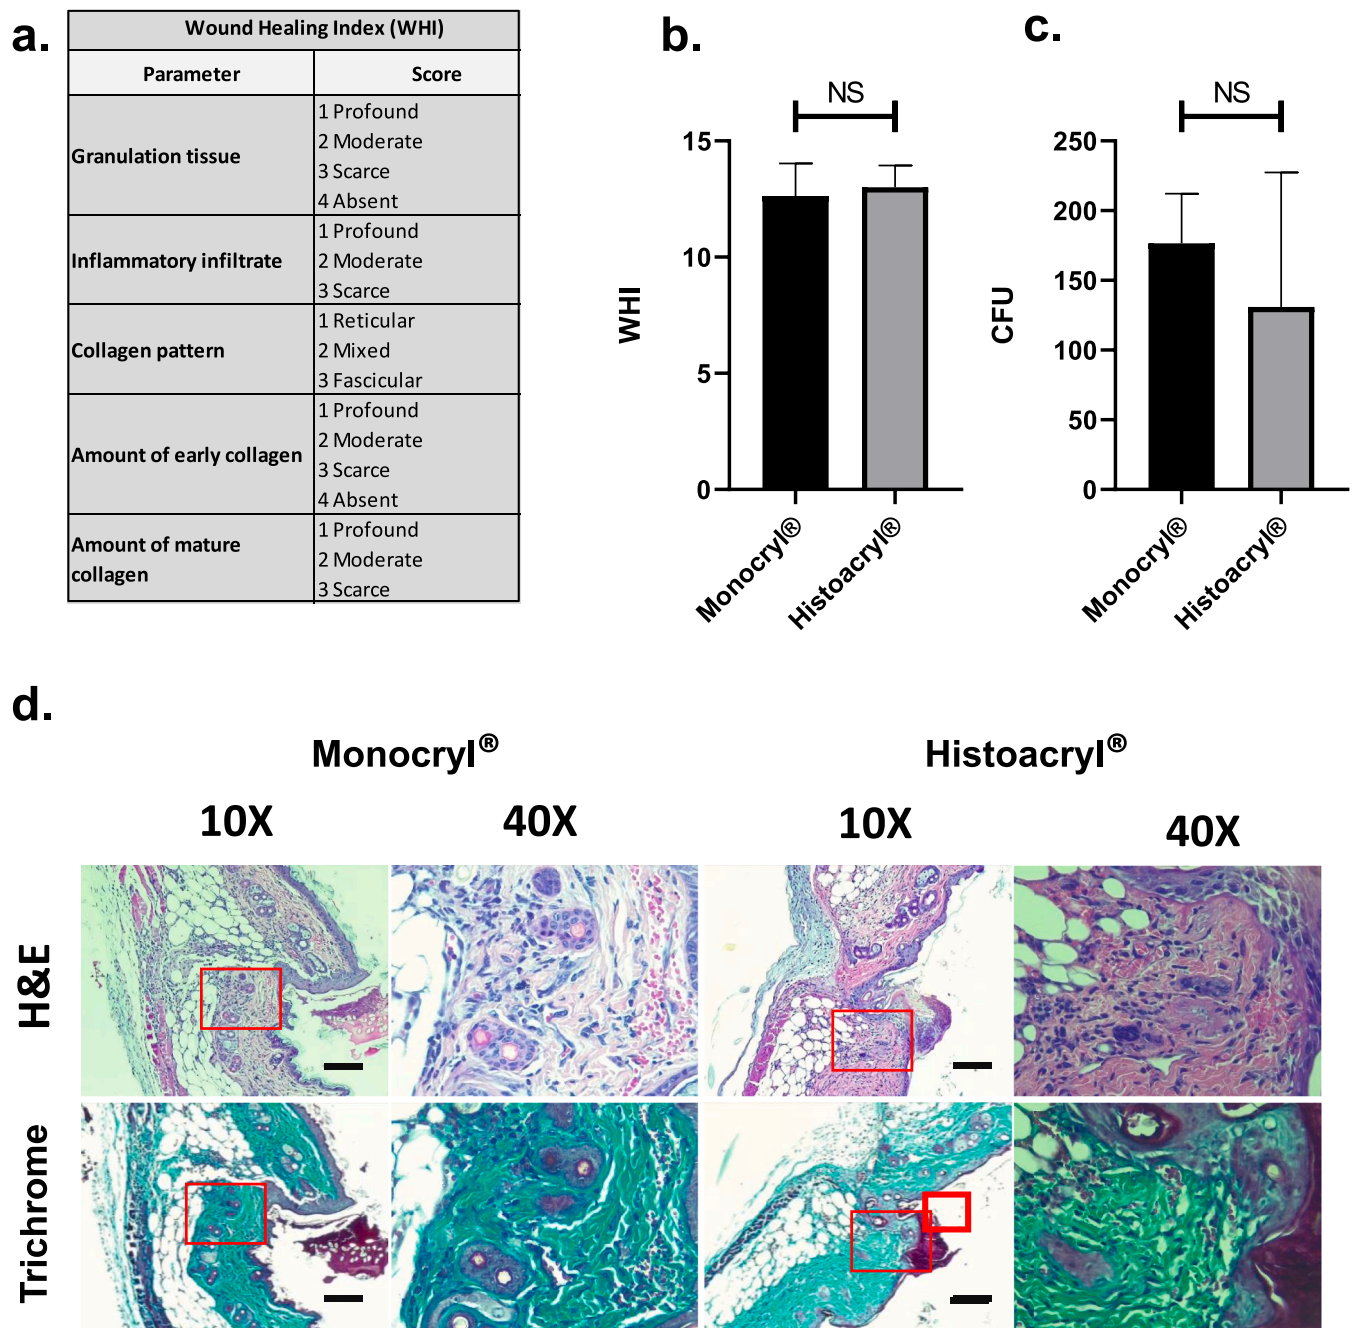 a.
Wound Healing Index (WHI)
Parameter Score
Granulation tissue
1 Profound
2 Moderate
3 Scarce
4 Absent
Inflammatory infiltrate
1 Profound
2 Moderate
3 Scarce
Collagen pattern
1 Reticular
2 Mixed
3 Fascicular
Amount of early collagen
1 Profound
2 Moderate
3 Scarce
4 Absent
Amount of mature
collagen
1 Profound
2 Moderate
3 Scarce
b.
NS
15
10
5
0
WHI
Monocryl®
Histoacryl®
c.
NS
250
200
150
100
50
0
CFU
Monocryl®
Histoacryl®
d.
Monocryl® Histoacryl®
10X 40X 10X 40X
H&E
Trichrome